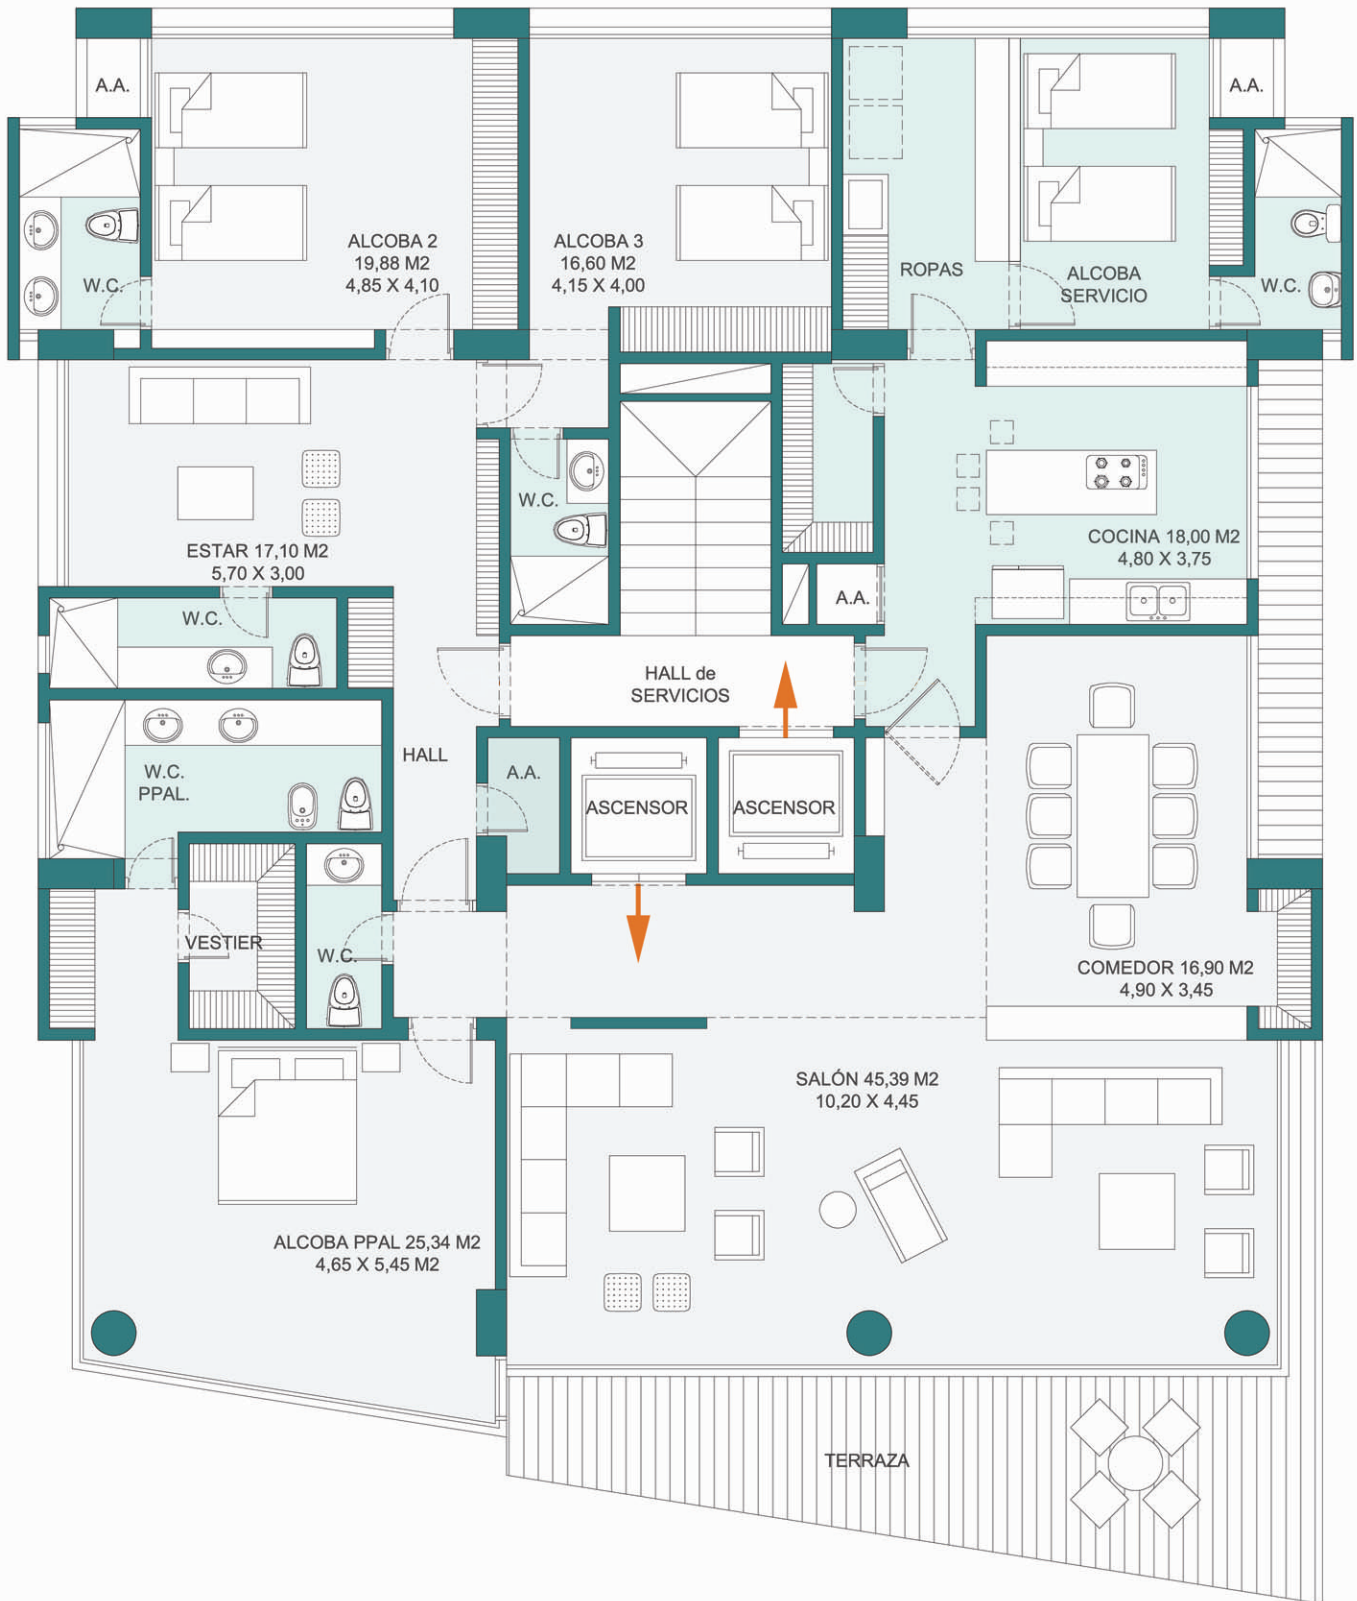 A.A.
A.A.
ALCOBA 2
19,88 M2
4,85 X 4,10
ALCOBA 3
16,60 M2
4,15 X 4,00
ROPAS
ALCOBA
SERVICIO
W.C.
W.C.
W.C.
ESTAR 17,10 M2
5,70 X 3,00
COCINA 18,00 M2
4,80 X 3,75
A.A.
W.C.
HALL de
SERVICIOS
HALL
W.C.
PPAL.
A.A.
ASCENSOR
ASCENSOR
VESTIER
W.C.
COMEDOR 16,90 M2
4,90 X 3,45
SALÓN 45,39 M2
10,20 X 4,45
ALCOBA PPAL 25,34 M2
4,65 X 5,45 M2
TERRAZA